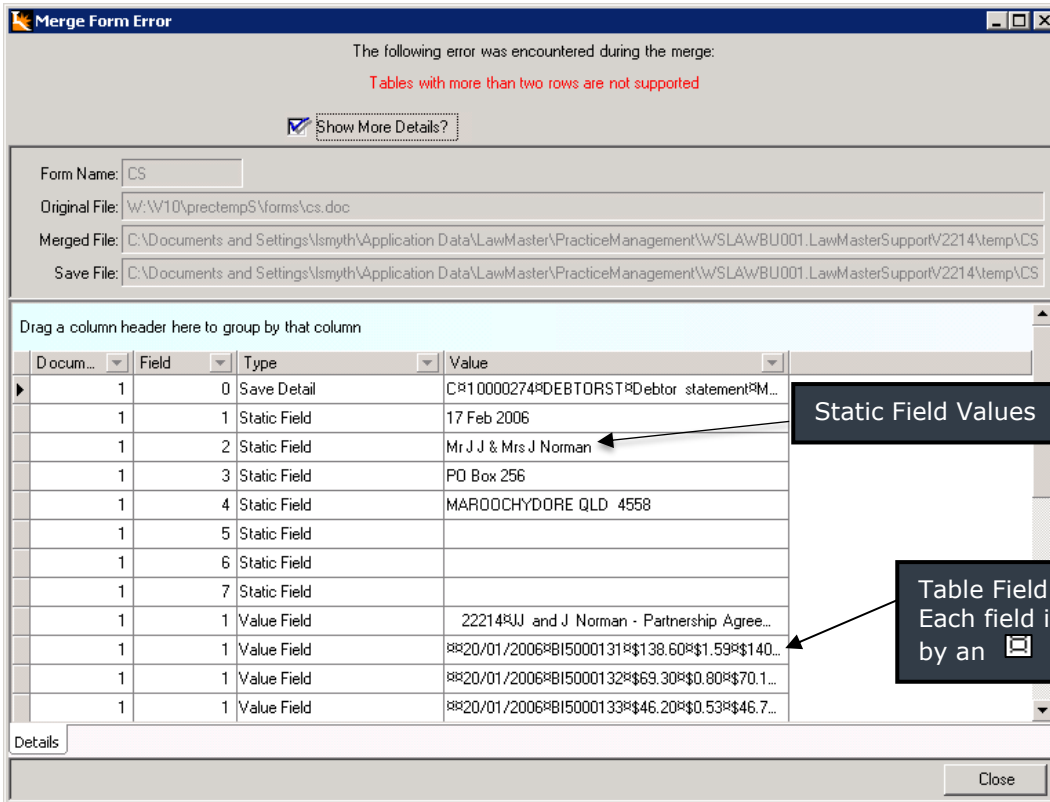 Merge Form Error
The following error was encountered during the merge:
Tables with more than two rows are not supported
Show More Details?
Form Name: CS
Original File: W:\V10\prectempS\forms\cs.doc
Merged File: C:\Documents and Settings\lsmyth\Application Data\LawMaster\PracticeManagement\WSLAWBU001.LawMasterSupportV2214\temp\CS
Save File: C:\Documents and Settings\lsmyth\Application Data\LawMaster\PracticeManagement\WSLAWBU001.LawMasterSupportV2214\temp\CS
Drag a column header here to group by that column
Docum... Field Type Value
1 0 Save Detail C¤10000274¤DEBTORST¤Debtor statement¤M...
1 1 Static Field 17 Feb 2006
1 2 Static Field Mr J J & Mrs J Norman
1 3 Static Field PO Box 256
1 4 Static Field MAROOCHYDORE QLD 4558
1 5 Static Field
1 6 Static Field
1 7 Static Field
1 1 Value Field 22214¤JJ and J Norman - Partnership Agree...
1 1 Value Field ¤¤20/01/2006¤BI5000131¤$138.60¤$1.59¤$140...
1 1 Value Field ¤¤20/01/2006¤BI5000132¤$69.30¤$0.80¤$70.1...
1 1 Value Field ¤¤20/01/2006¤BI5000133¤$46.20¤$0.53¤$46.7...
Static Field Values
Table Field
Each field i
by an ¤
Details
Close